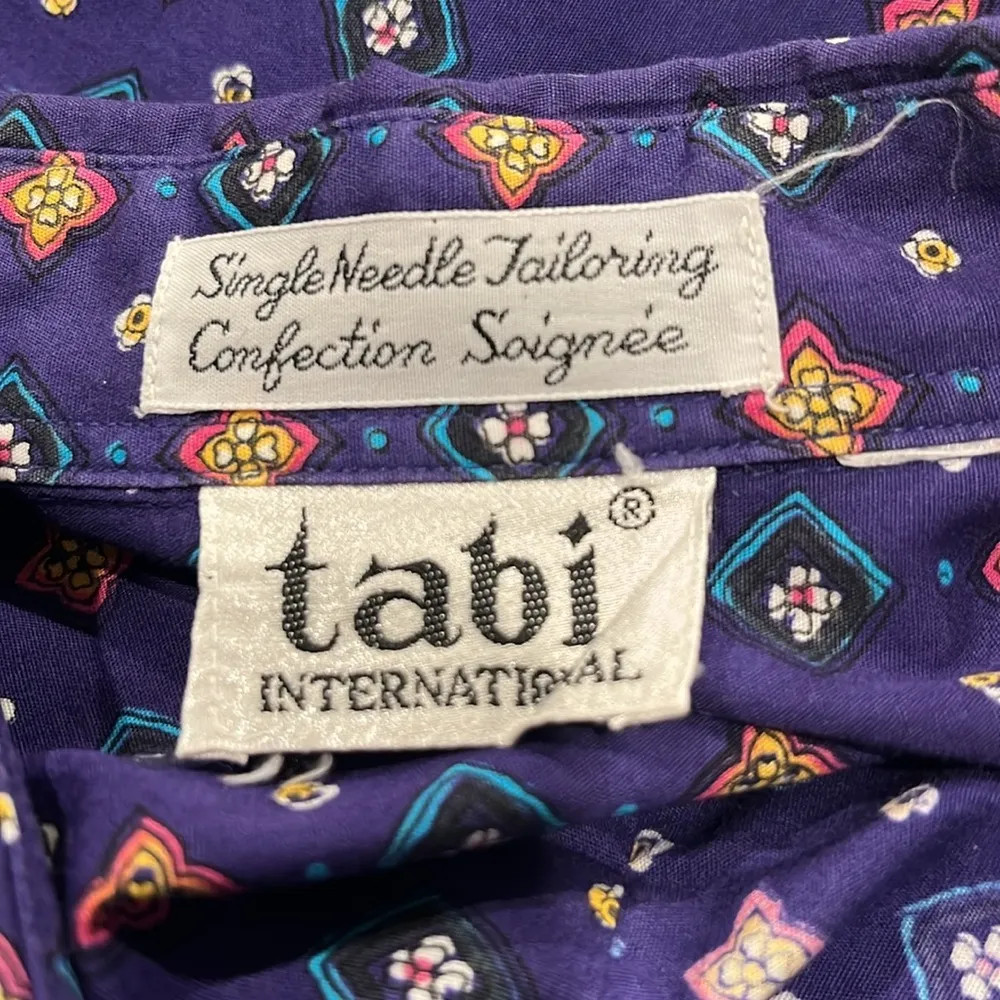 Single Needle Tailoring
Confection Soignée
tabi®
INTERNATIONAL